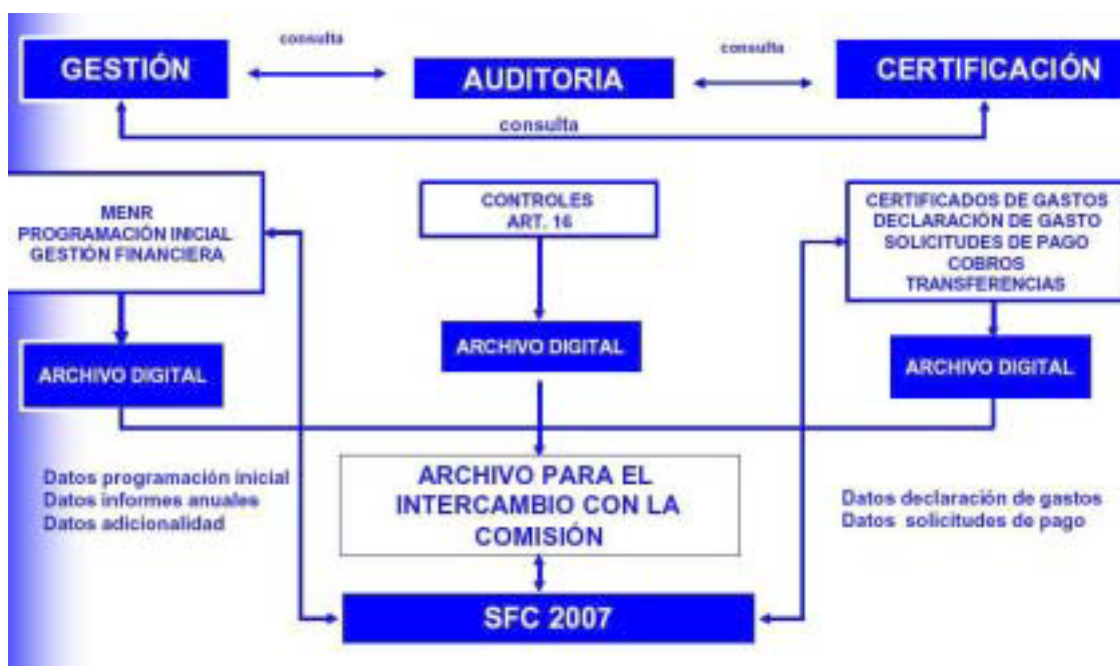 consulta
consulta
GESTIÓN
AUDITORIA
CERTIFICACIÓN
consulta
MENR
PROGRAMACIÓN INICIAL
GESTIÓN FINANCIERA
CONTROLES
ART. 16
CERTIFICADOS DE GASTOS
DECLARACIÓN DE GASTO
SOLICITUDES DE PAGO
COBROS
TRANSFERENCIAS
ARCHIVO DIGITAL
ARCHIVO DIGITAL
ARCHIVO DIGITAL
Datos programación inicial
Datos informes anuales
Datos adicionalidad
ARCHIVO PARA EL
INTERCAMBIO CON LA
COMISIÓN
Datos declaración de gastos
Datos solicitudes de pago
SFC 2007